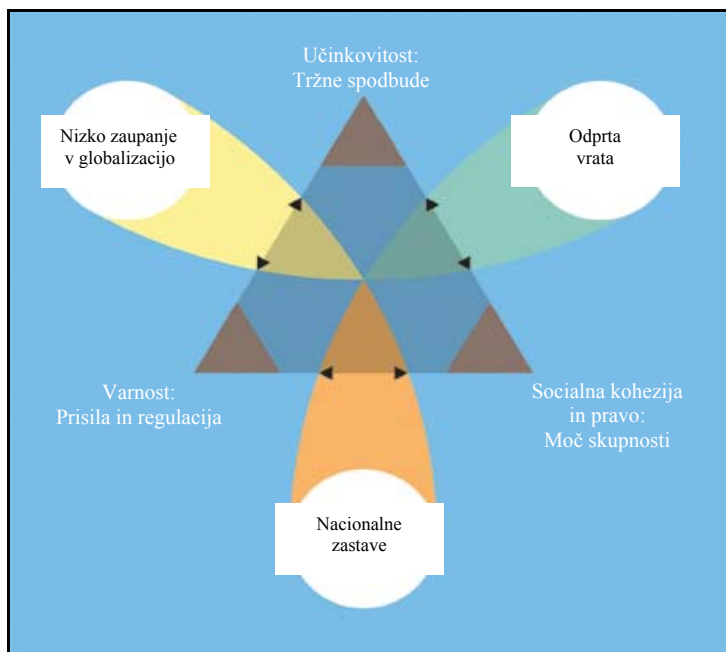 Učinkovitost:
Tržne spodbude
Nizko zaupanje
v globalizacijo
Odprta
vrata
Varnost:
Prisila in regulacija
Socialna kohezija
in pravo:
Moč skupnosti
Nacionalne
zastave